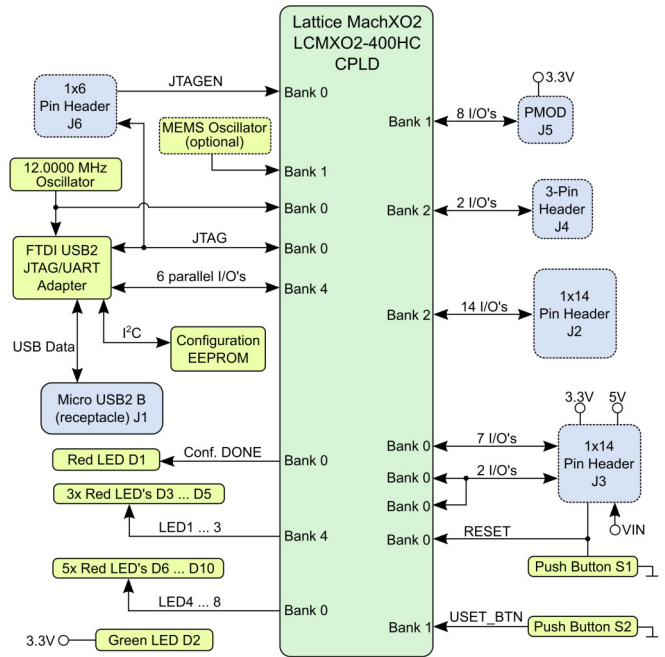 Lattice MachXO2
LCMXO2-400HC
CPLD
1x6
Pin Header
J6
JTAGEN
Bank 0
MEMS Oscillator
(optional)
Bank 1
12.0000 MHz
Oscillator
Bank 0
JTAG
Bank 0
FTDI USB2
JTAG/UART
Adapter
6 parallel I/O's
Bank 4
USB Data
I²C
Configuration
EEPROM
Micro USB2 B
(receptacle) J1
Red LED D1
Conf. DONE
Bank 0
3x Red LED's D3 ... D5
LED1 ... 3
Bank 4
5x Red LED's D6 ... D10
LED4 ... 8
Bank 0
3.3V
Green LED D2
3.3V
Bank 1
8 I/O's
PMOD
J5
Bank 2
2 I/O's
3-Pin
Header
J4
Bank 2
14 I/O's
1x14
Pin Header
J2
3.3V
5V
Bank 0
7 I/O's
1x14
Pin Header
J3
Bank 0
2 I/O's
Bank 0
VIN
Bank 0
RESET
Push Button S1
Bank 1
USET_BTN
Push Button S2